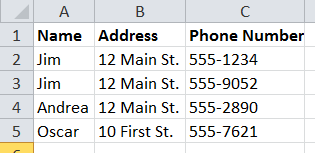 A B C
1 Name Address Phone Number
2 Jim 12 Main St. 555-1234
3 Jim 12 Main St. 555-9052
4 Andrea 12 Main St. 555-2890
5 Oscar 10 First St. 555-7621